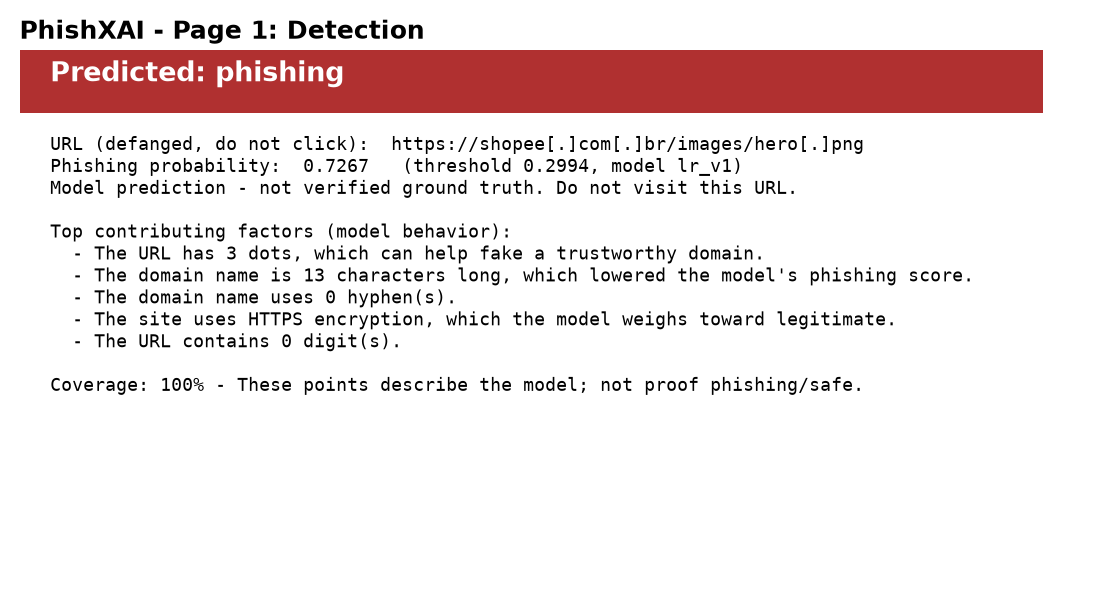 PhishXAI - Page 1: Detection
Predicted: phishing
URL (defanged, do not click):  https://shopee[.]com[.]br/images/hero[.]png
Phishing probability:  0.7267   (threshold 0.2994, model lr_v1)
Model prediction - not verified ground truth. Do not visit this URL.
Top contributing factors (model behavior):
- The URL has 3 dots, which can help fake a trustworthy domain.
- The domain name is 13 characters long, which lowered the model's phishing score.
- The domain name uses 0 hyphen(s).
- The site uses HTTPS encryption, which the model weighs toward legitimate.
- The URL contains 0 digit(s).
Coverage: 100% - These points describe the model; not proof phishing/safe.